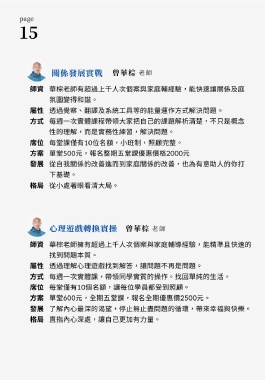 page
15
關係發展實戰 曾華棕 老師
師資 華棕老師有超過上千人次個案與家庭輔經驗，能快速讓關係及庭
氛圍變得和諧。
屬性 透過覺察、翻譯及系統工具等的能量運作方式解決問題。
方式 每週一次實體課程帶領大家把自己的課題解析清楚，不只是概念
性的理解，而是實務性練習，解決問題。
席位 每堂課僅有10位名額，小班制，照顧完整。
方案 單堂500元，報名整期五堂課優惠價格2000元
發展 從自我關係的改善進而到家庭關係的改善，也為有意助人的你打
下基礎。
格局 從小處著眼看清大局。
心理遊戲轉換實操 曾華棕 老師
師資 華棕老師擁有超過上千人次個案與家庭輔導經驗，能精準且快速的
找到問題本質。
屬性 透過理解心理遊戲找到解答，讓問題不再是問題。
方式 每週一次實體課，帶領同學實質的操作。找回單純的生活。
席位 每堂僅有10個名額，讓每位學員都受到照顧。
方案 單堂600元，全期五堂課，報名全期優惠價2500元。
發展 了解內心最深的渴望，停止無止盡問題的循環，帶來幸福與快樂。
格局 直指內心深處，讓自己更加有力量。